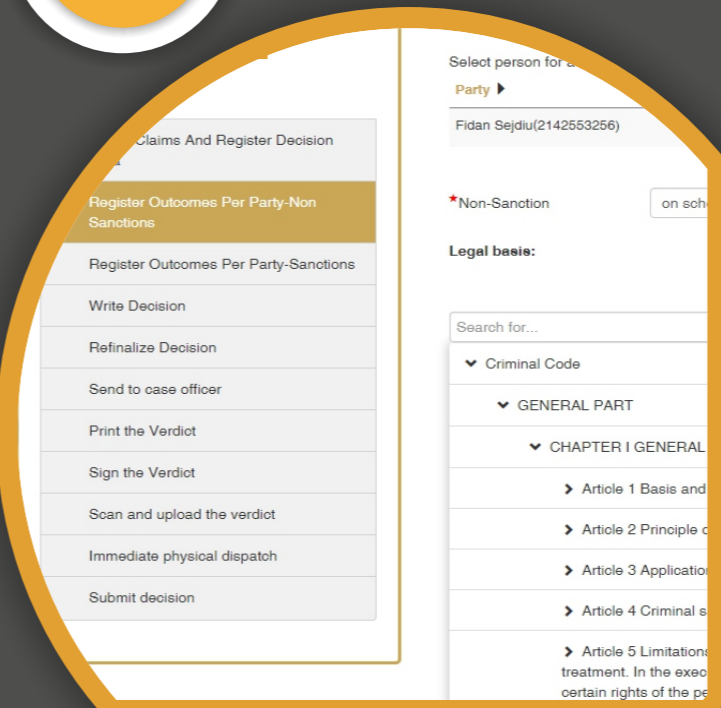 Claims And Register Decision
Register Outcomes Per Party-Non
Sanctions
Register Outcomes Per Party-Sanctions
Write Decision
Refinalize Decision
Send to case officer
Print the Verdict
Sign the Verdict
Scan and upload the verdict
Immediate physical dispatch
Submit decision
Select person for
Party
Fidan Sejdiu(2142553256)
*Non-Sanction
on
Legal basis:
Search for...
Criminal Code
GENERAL PART
CHAPTER I GENERAL
Article 1 Basis and
Article 2 Principle
Article 3
Article 4 Criminal
Article 5 Limitations
treatment. In the
certain rights of the